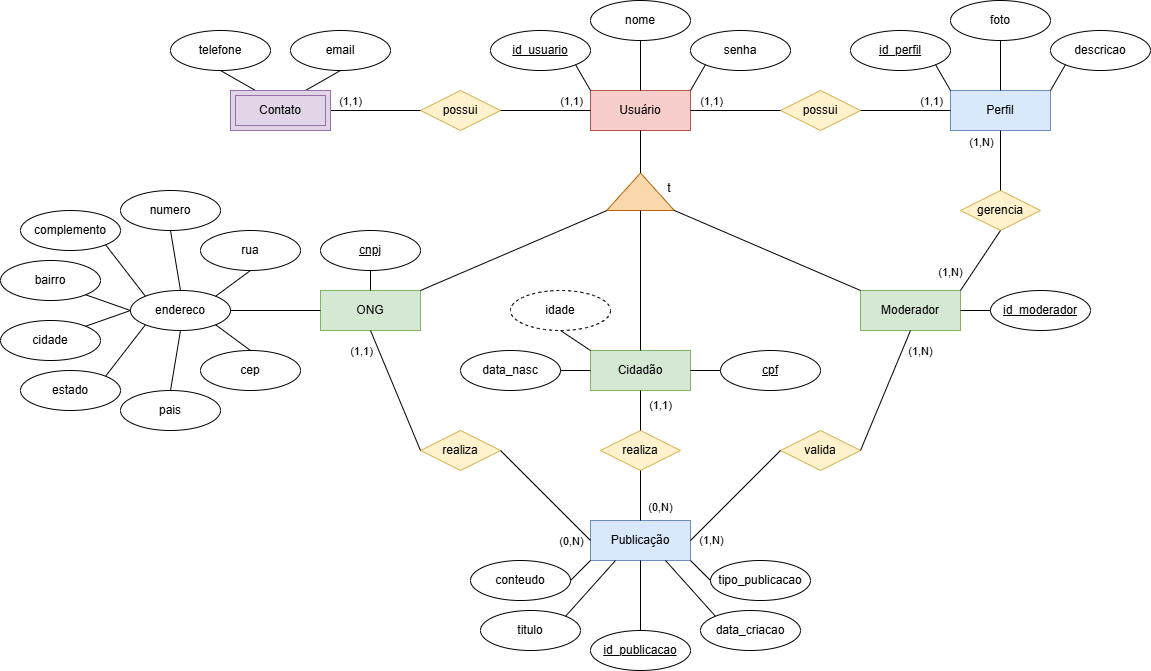 nome
foto
telefone
email
id_usuario
senha
id_perfil
descricao
(1,1)
(1,1)
(1,1)
(1,1)
Contato
possui
Usuário
possui
Perfil
(1,N)
t
numero
gerencia
complemento
rua
cnpj
(1,N)
bairro
endereco
ONG
idade
Moderador
id_moderador
cidade
(1,1)
(1,N)
estado
cep
data_nasc
Cidadão
cpf
pais
(1,1)
realiza
realiza
valida
(0,N)
(0,N)
Publicação
(1,N)
conteudo
tipo_publicacao
titulo
data_criacao
id_publicacao